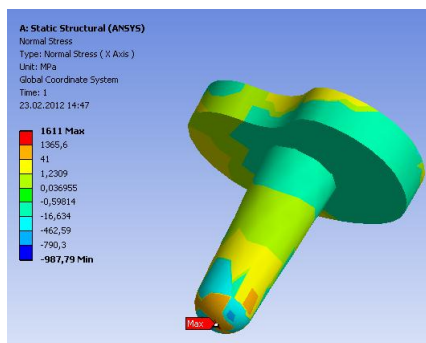 A: Static Structural (ANSYS)
Normal Stress
Type: Normal Stress ( X Axis )
Unit: MPa
Global Coordinate System
Time: 1
23.02.2012 14:47
1611 Max
1365,6
41
1,2309
0,036955
-0,59814
-16,634
-462,59
-790,3
-987,79 Min
Max